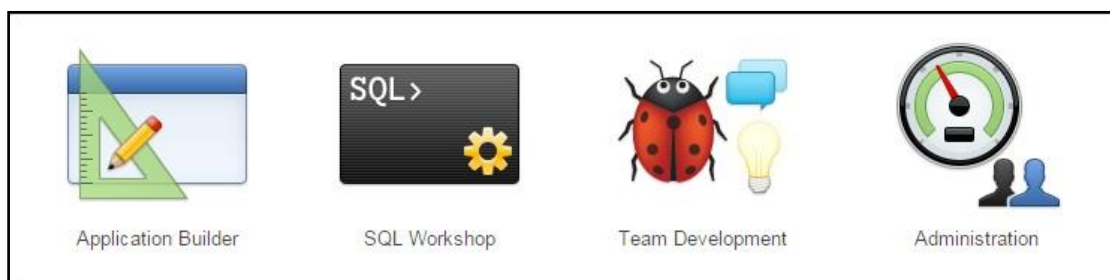 SQL>
Application Builder
SQL Workshop
Team Development
Administration